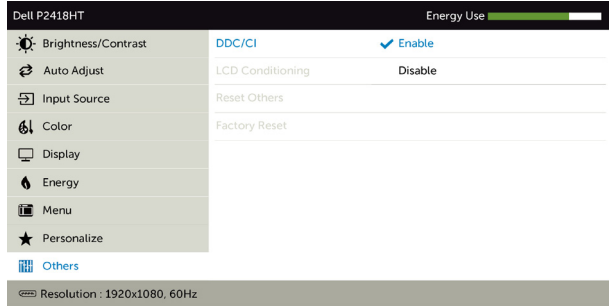 Dell P2418HT Energy Use
Brightness/Contrast DDC/CI Enable
Auto Adjust LCD Conditioning Disable
Input Source Reset Others
Color Factory Reset
Display
Energy
Menu
Personalize
Others
Resolution : 1920x1080, 60Hz